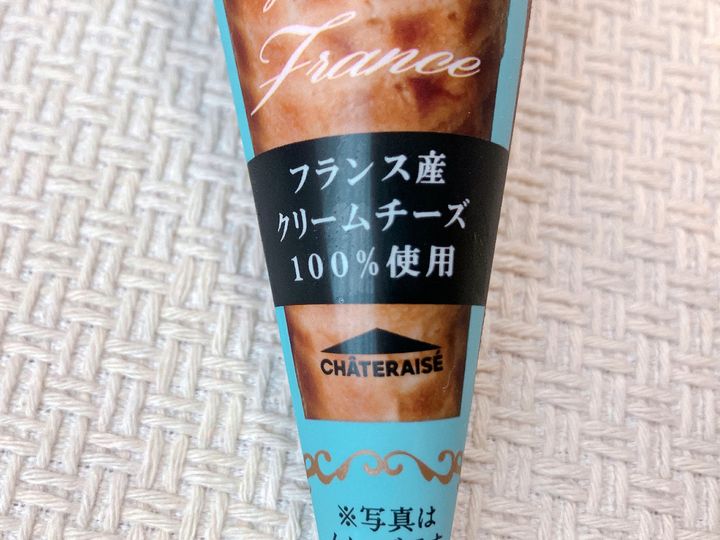 France
フランス産
クリームチーズ
100%使用
CHÂTERAISÉ
※写真は